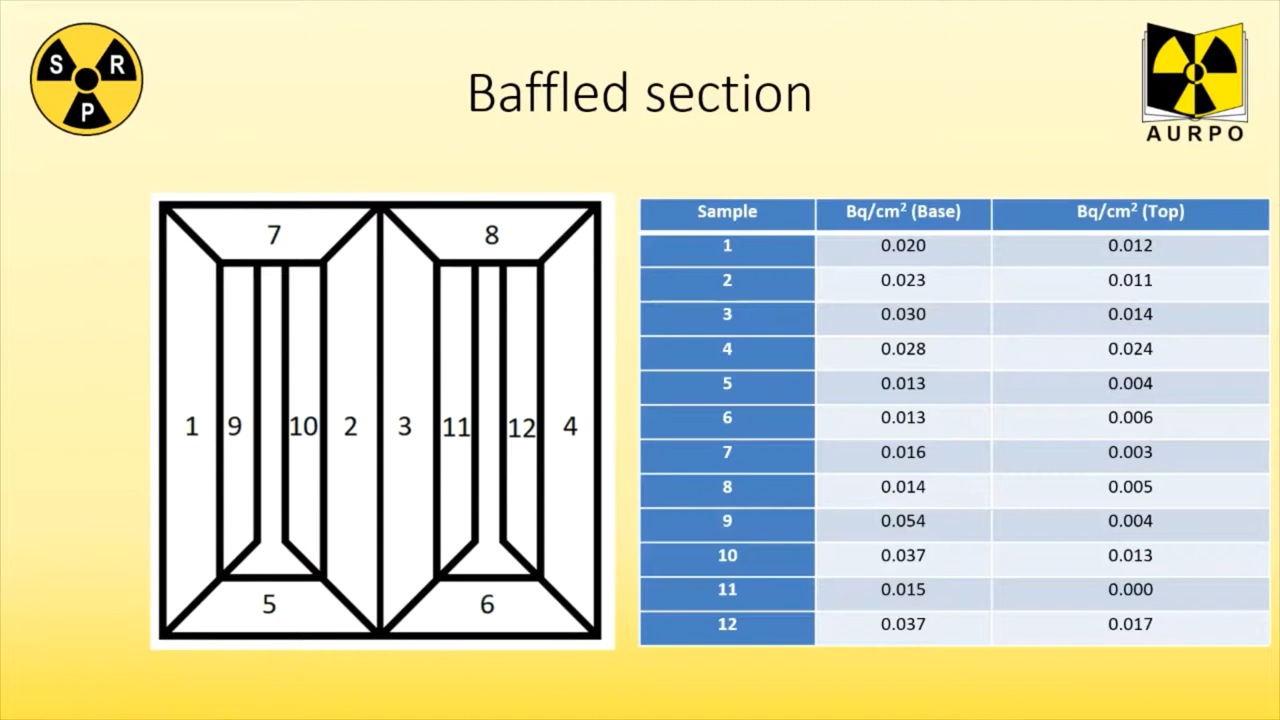 S R
P
Baffled section
AURPO
7 8
1 9 10 2 3 11 12 4
5 6
Sample Bq/cm² (Base) Bq/cm² (Top)
1 0.020 0.012
2 0.023 0.011
3 0.030 0.014
4 0.028 0.024
5 0.013 0.004
6 0.013 0.006
7 0.016 0.003
8 0.014 0.005
9 0.054 0.004
10 0.037 0.013
11 0.015 0.000
12 0.037 0.017